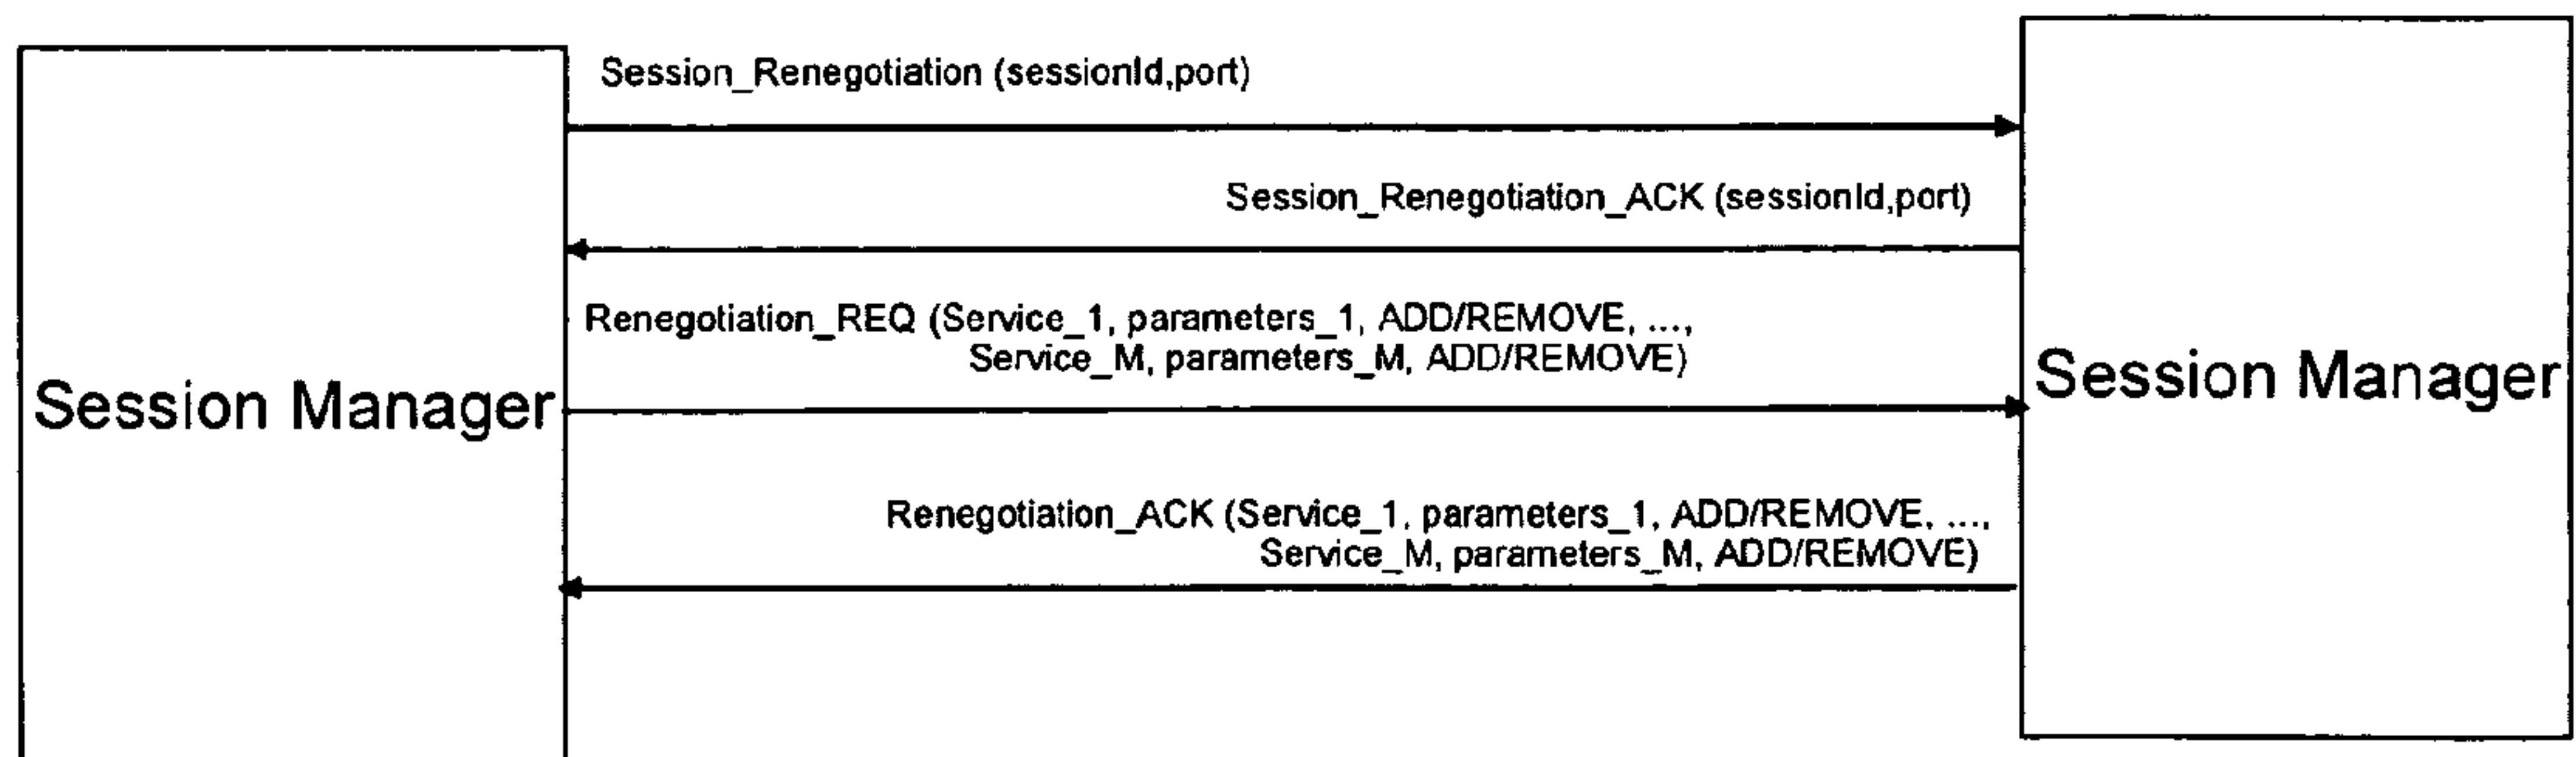 Session_Renegotiation (sessionId,port)
Session_Renegotiation_ACK (sessionId,port)
Renegotiation_REQ (Service_1, parameters_1, ADD/REMOVE, ...,
Service_M, parameters_M, ADD/REMOVE)
Session Manager
Session Manager
Renegotiation_ACK (Service_1, parameters_1, ADD/REMOVE, ...,
Service_M, parameters_M, ADD/REMOVE)